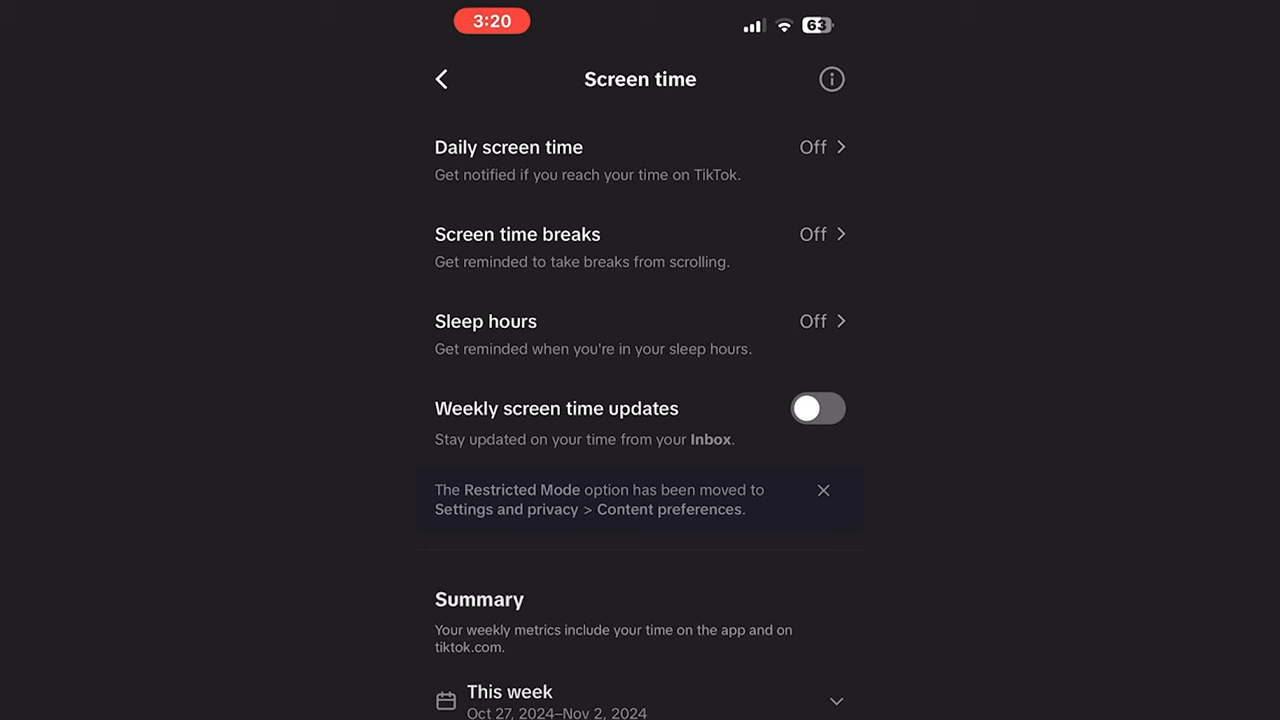 3:20
63
Screen time
Daily screen time
Off
Get notified if you reach your time on TikTok.
Screen time breaks
Off
Get reminded to take breaks from scrolling.
Sleep hours
Off
Get reminded when you're in your sleep hours.
Weekly screen time updates
Stay updated on your time from your Inbox.
The Restricted Mode option has been moved to
Settings and privacy > Content preferences.
Summary
Your weekly metrics include your time on the app and on
tiktok.com.
This week
Oct 27, 2024–Nov 2, 2024